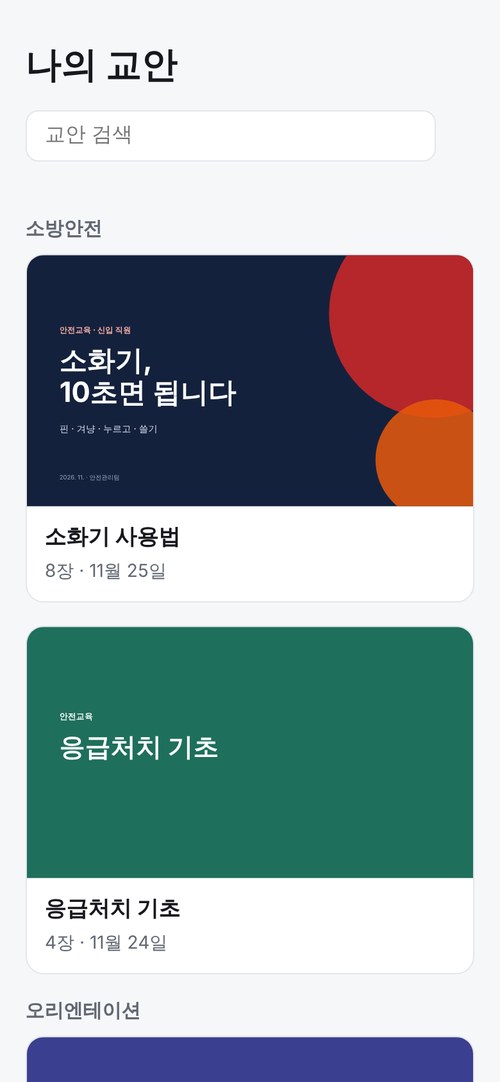 나의 교안
교안 검색
소방안전
안전교육 · 신입 직원
소화기,
10초면 됩니다
핀 · 겨냥 · 누르고 · 쓸기
2026. 11. · 안전관리팀
소화기 사용법
8장 · 11월 25일
안전교육
응급처치 기초
응급처치 기초
4장 · 11월 24일
오리엔테이션